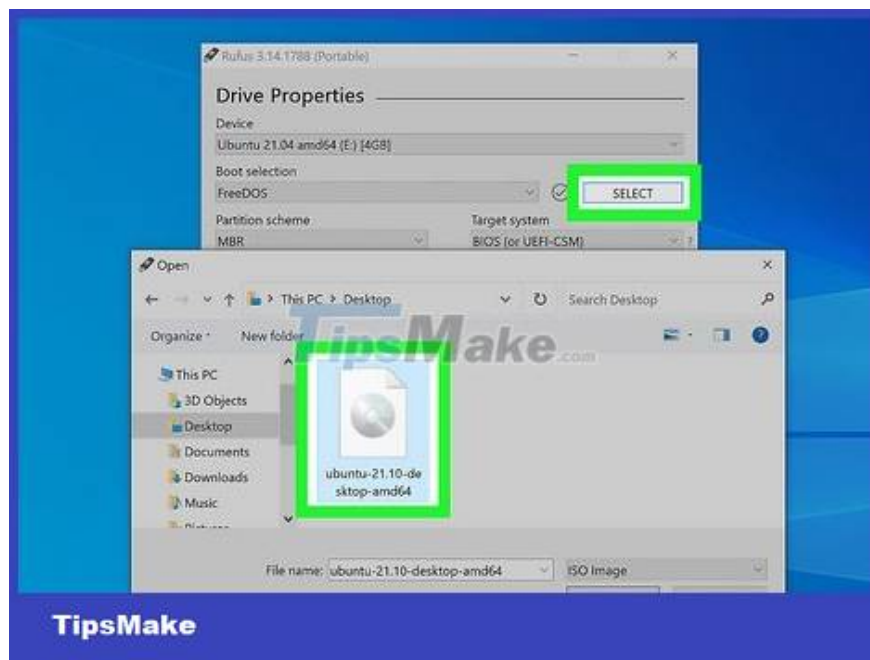 Rufus 3.14.1788 (Portable)
Drive Properties
Device
Ubuntu 21.04 amd64 (E:) [4GB]
Boot selection
FreeDOS
SELECT
Partition scheme
Target system
MBR
BIOS (or UEFI-CSM)
?
Open
This PC > Desktop
Search Desktop
Organize
New folder
TipsMake.com
This PC
3D Objects
Desktop
Documents
Downloads
Music
ubuntu-21.10-de
sktop-amd64
File name: ubuntu-21.10-desktop-amd64
ISO Image
TipsMake